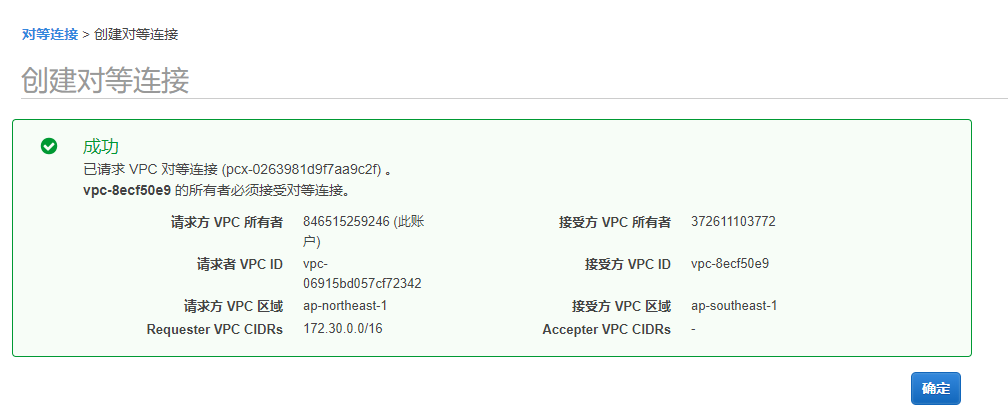 对等连接 > 创建对等连接
创建对等连接
成功
已请求 VPC 对等连接 (pcx-0263981d9f7aa9c2f) 。
vpc-8ecf50e9 的所有者必须接受对等连接。
请求方 VPC 所有者 846515259246 (此账户) 接受方 VPC 所有者 372611103772
请求者 VPC ID vpc-06915bd057cf72342 接受方 VPC ID vpc-8ecf50e9
请求方 VPC 区域 ap-northeast-1 接受方 VPC 区域 ap-southeast-1
Requester VPC CIDRs 172.30.0.0/16 Accepter VPC CIDRs -
确定